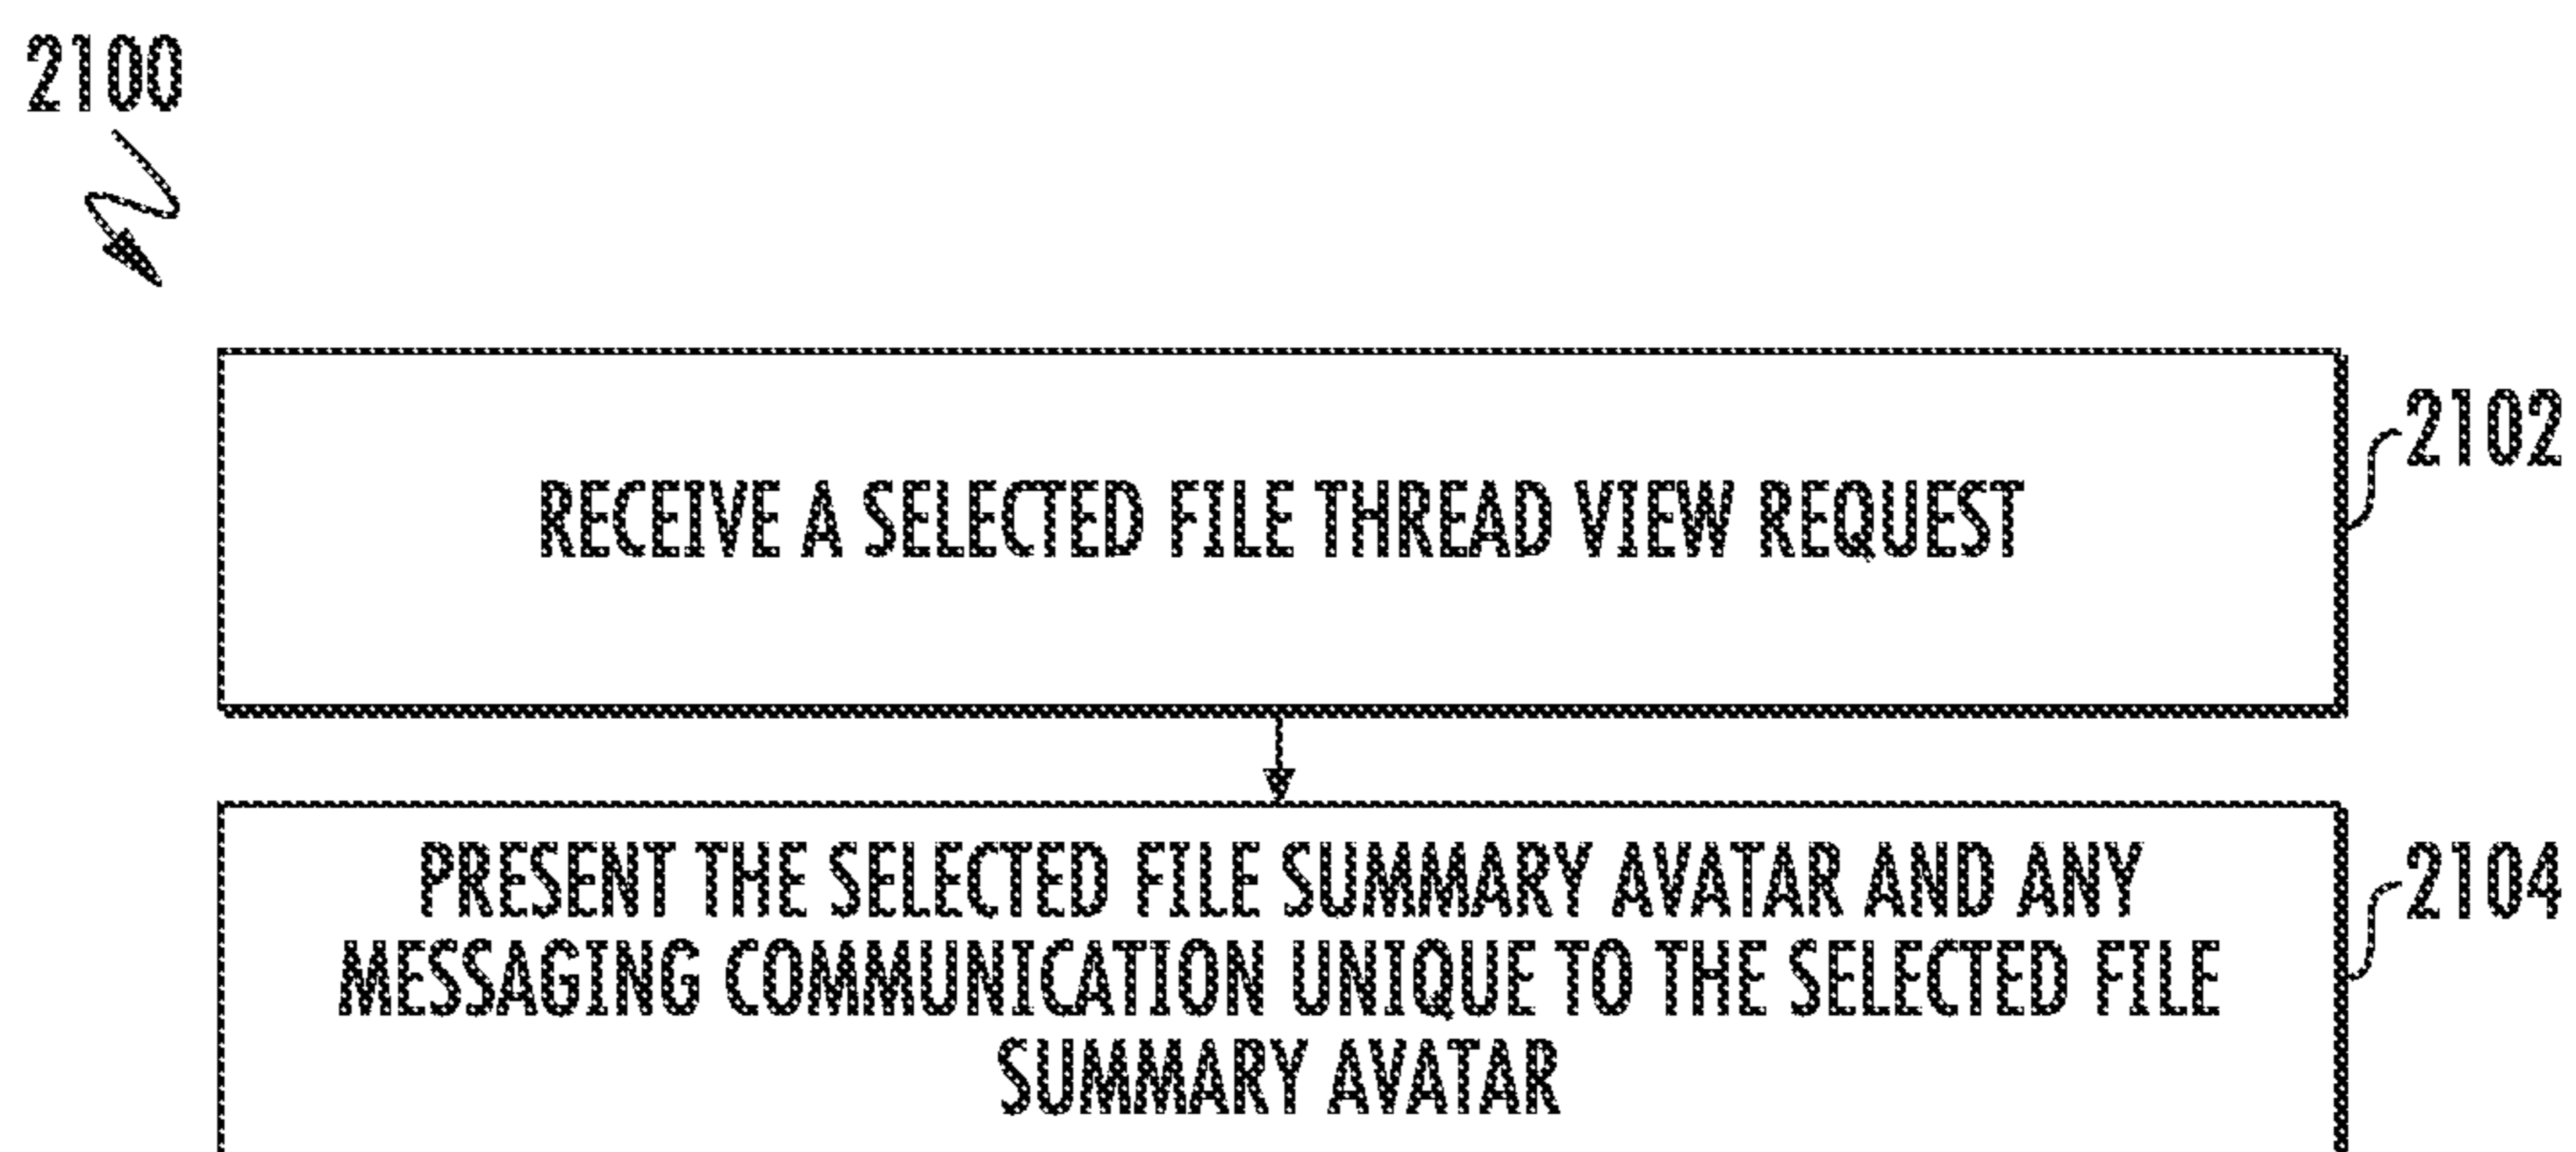 2100
RECEIVE A SELECTED FILE THREAD VIEW REQUEST
2102
PRESENT THE SELECTED FILE SUMMARY AVATAR AND ANY
MESSAGING COMMUNICATION UNIQUE TO THE SELECTED FILE
SUMMARY AVATAR
2104